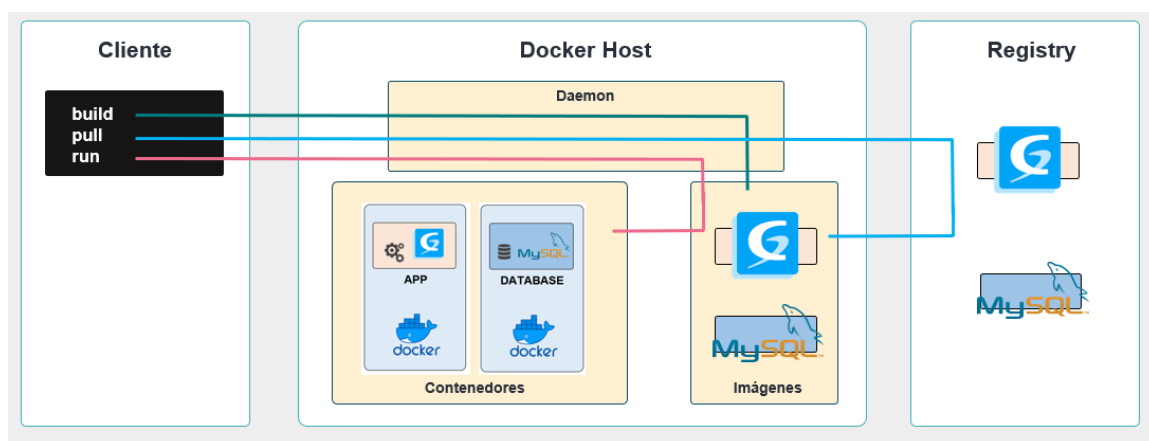 Cliente
build
pull
run
Docker Host
Daemon
MySQL
APP
DATABASE
docker
docker
Contenedores
MySQL
Imágenes
Registry
MySQL